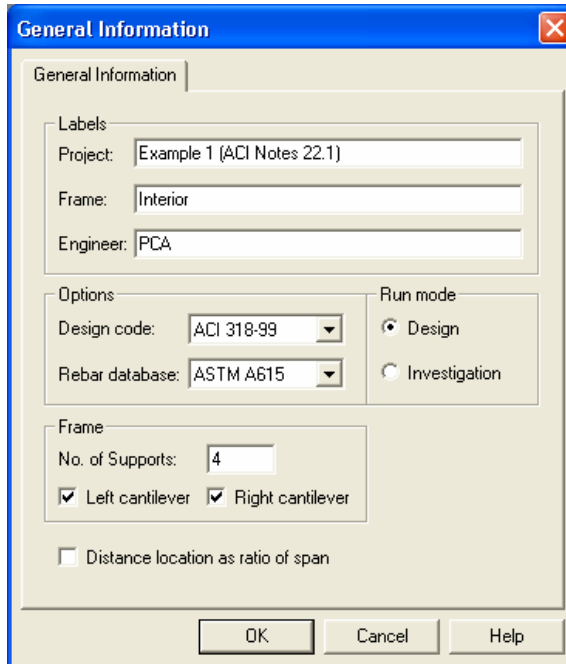 General Information
General Information
Labels
Project: Example 1 (ACI Notes 22.1)
Frame: Interior
Engineer: PCA
Options
Design code: ACI 318-99
Rebar database: ASTM A615
Run mode
Design
Investigation
Frame
No. of Supports: 4
Left cantilever Right cantilever
Distance location as ratio of span
OK Cancel Help